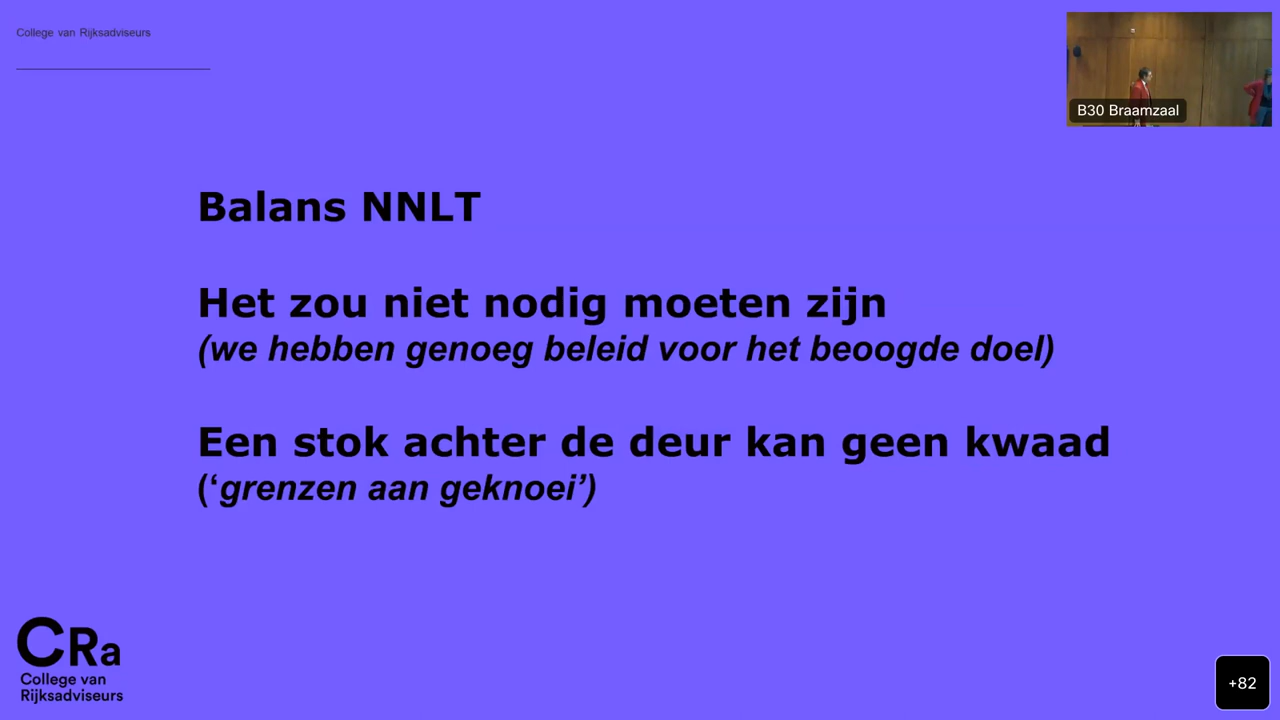 College van Rijksadviseurs
B30 Braamzaal
Balans NNLT
Het zou niet nodig moeten zijn
(we hebben genoeg beleid voor het beoogde doel)
Een stok achter de deur kan geen kwaad
(‘grenzen aan geknoei’)
CRa
College van
Rijksadviseurs
+82